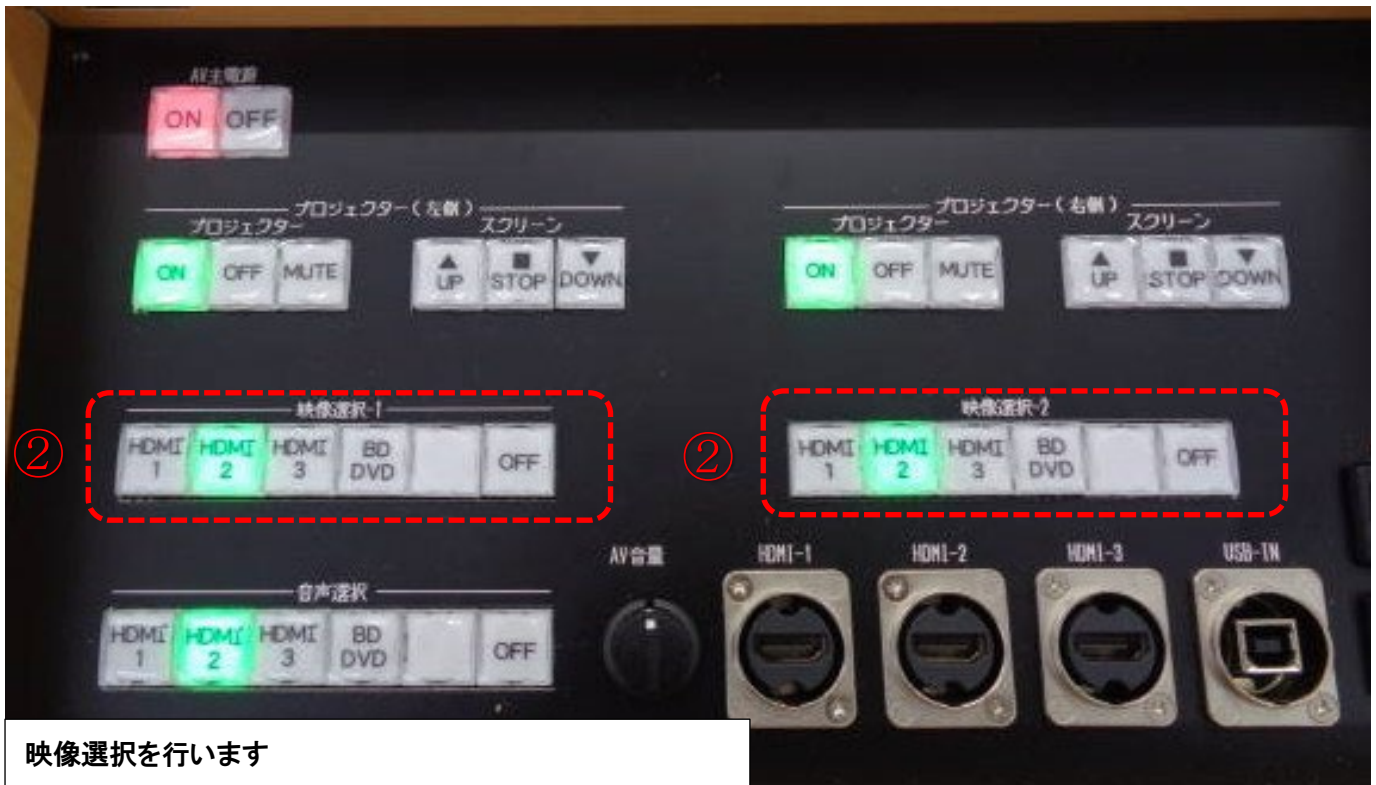 AV主電源
ON OFF
プロジェクター(左側)
プロジェクター スクリーン
ON OFF MUTE ▲ UP ■ STOP ▼ DOWN
プロジェクター(右側)
プロジェクター スクリーン
ON OFF MUTE ▲ UP ■ STOP ▼ DOWN
②
映像選択-1
HDMI 1 HDMI 2 HDMI 3 BD DVD OFF
②
映像選択-2
HDMI 1 HDMI 2 HDMI 3 BD DVD OFF
音声選択
HDMI 1 HDMI 2 HDMI 3 BD DVD OFF
AV音量
HDMI-1 HDMI-2 HDMI-3 USB-IN
映像選択を行います